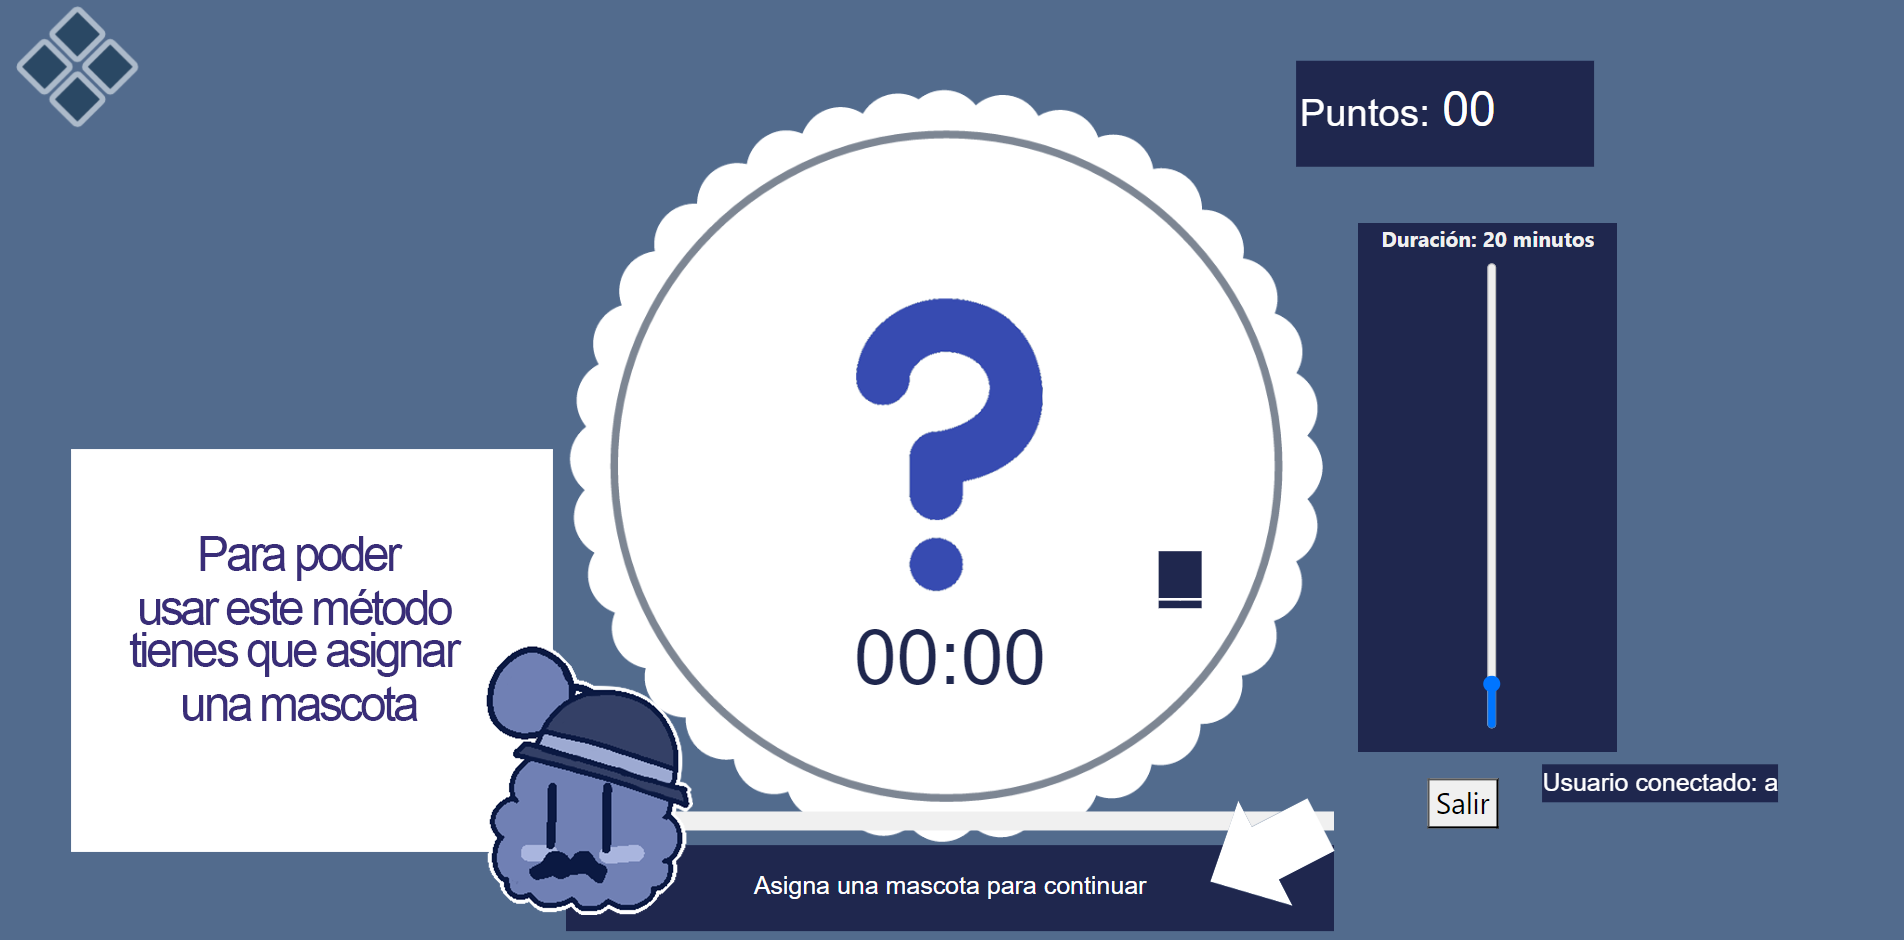 Puntos: 00
Duración: 20 minutos
Para poder
usar este método
tienes que asignar
una mascota
00:00
Usuario conectado: a
Salir
Asigna una mascota para continuar